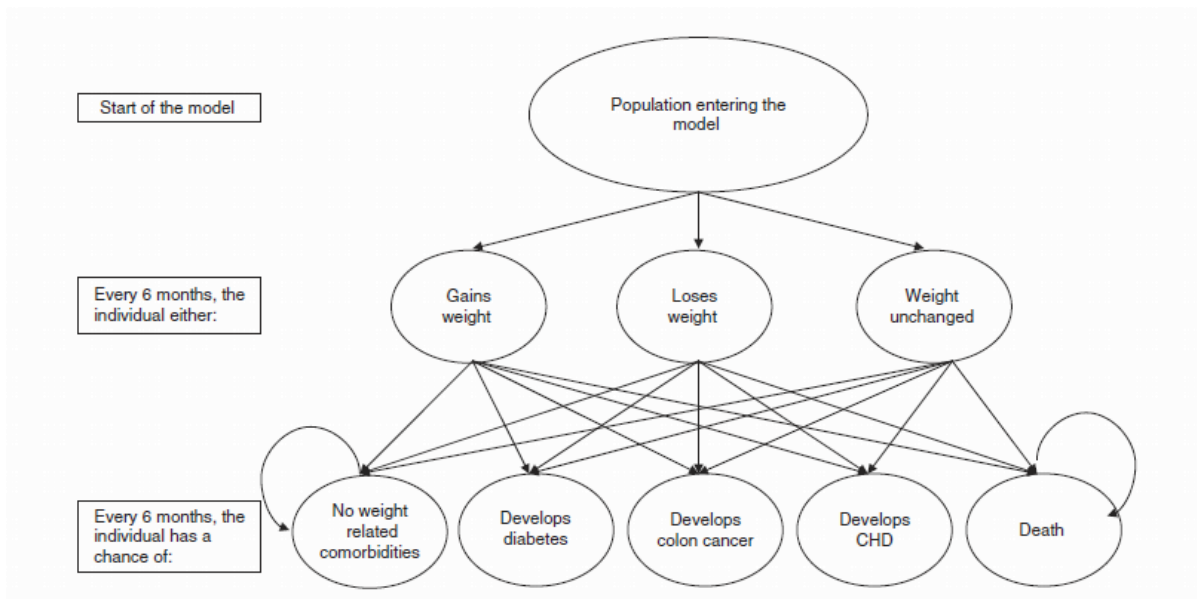 Start of the model
Population entering the
model
Every 6 months, the
individual either:
Gains
weight
Loses
weight
Weight
unchanged
Every 6 months, the
individual has a
chance of:
No weight
related
comorbidities
Develops
diabetes
Develops
colon cancer
Develops
CHD
Death